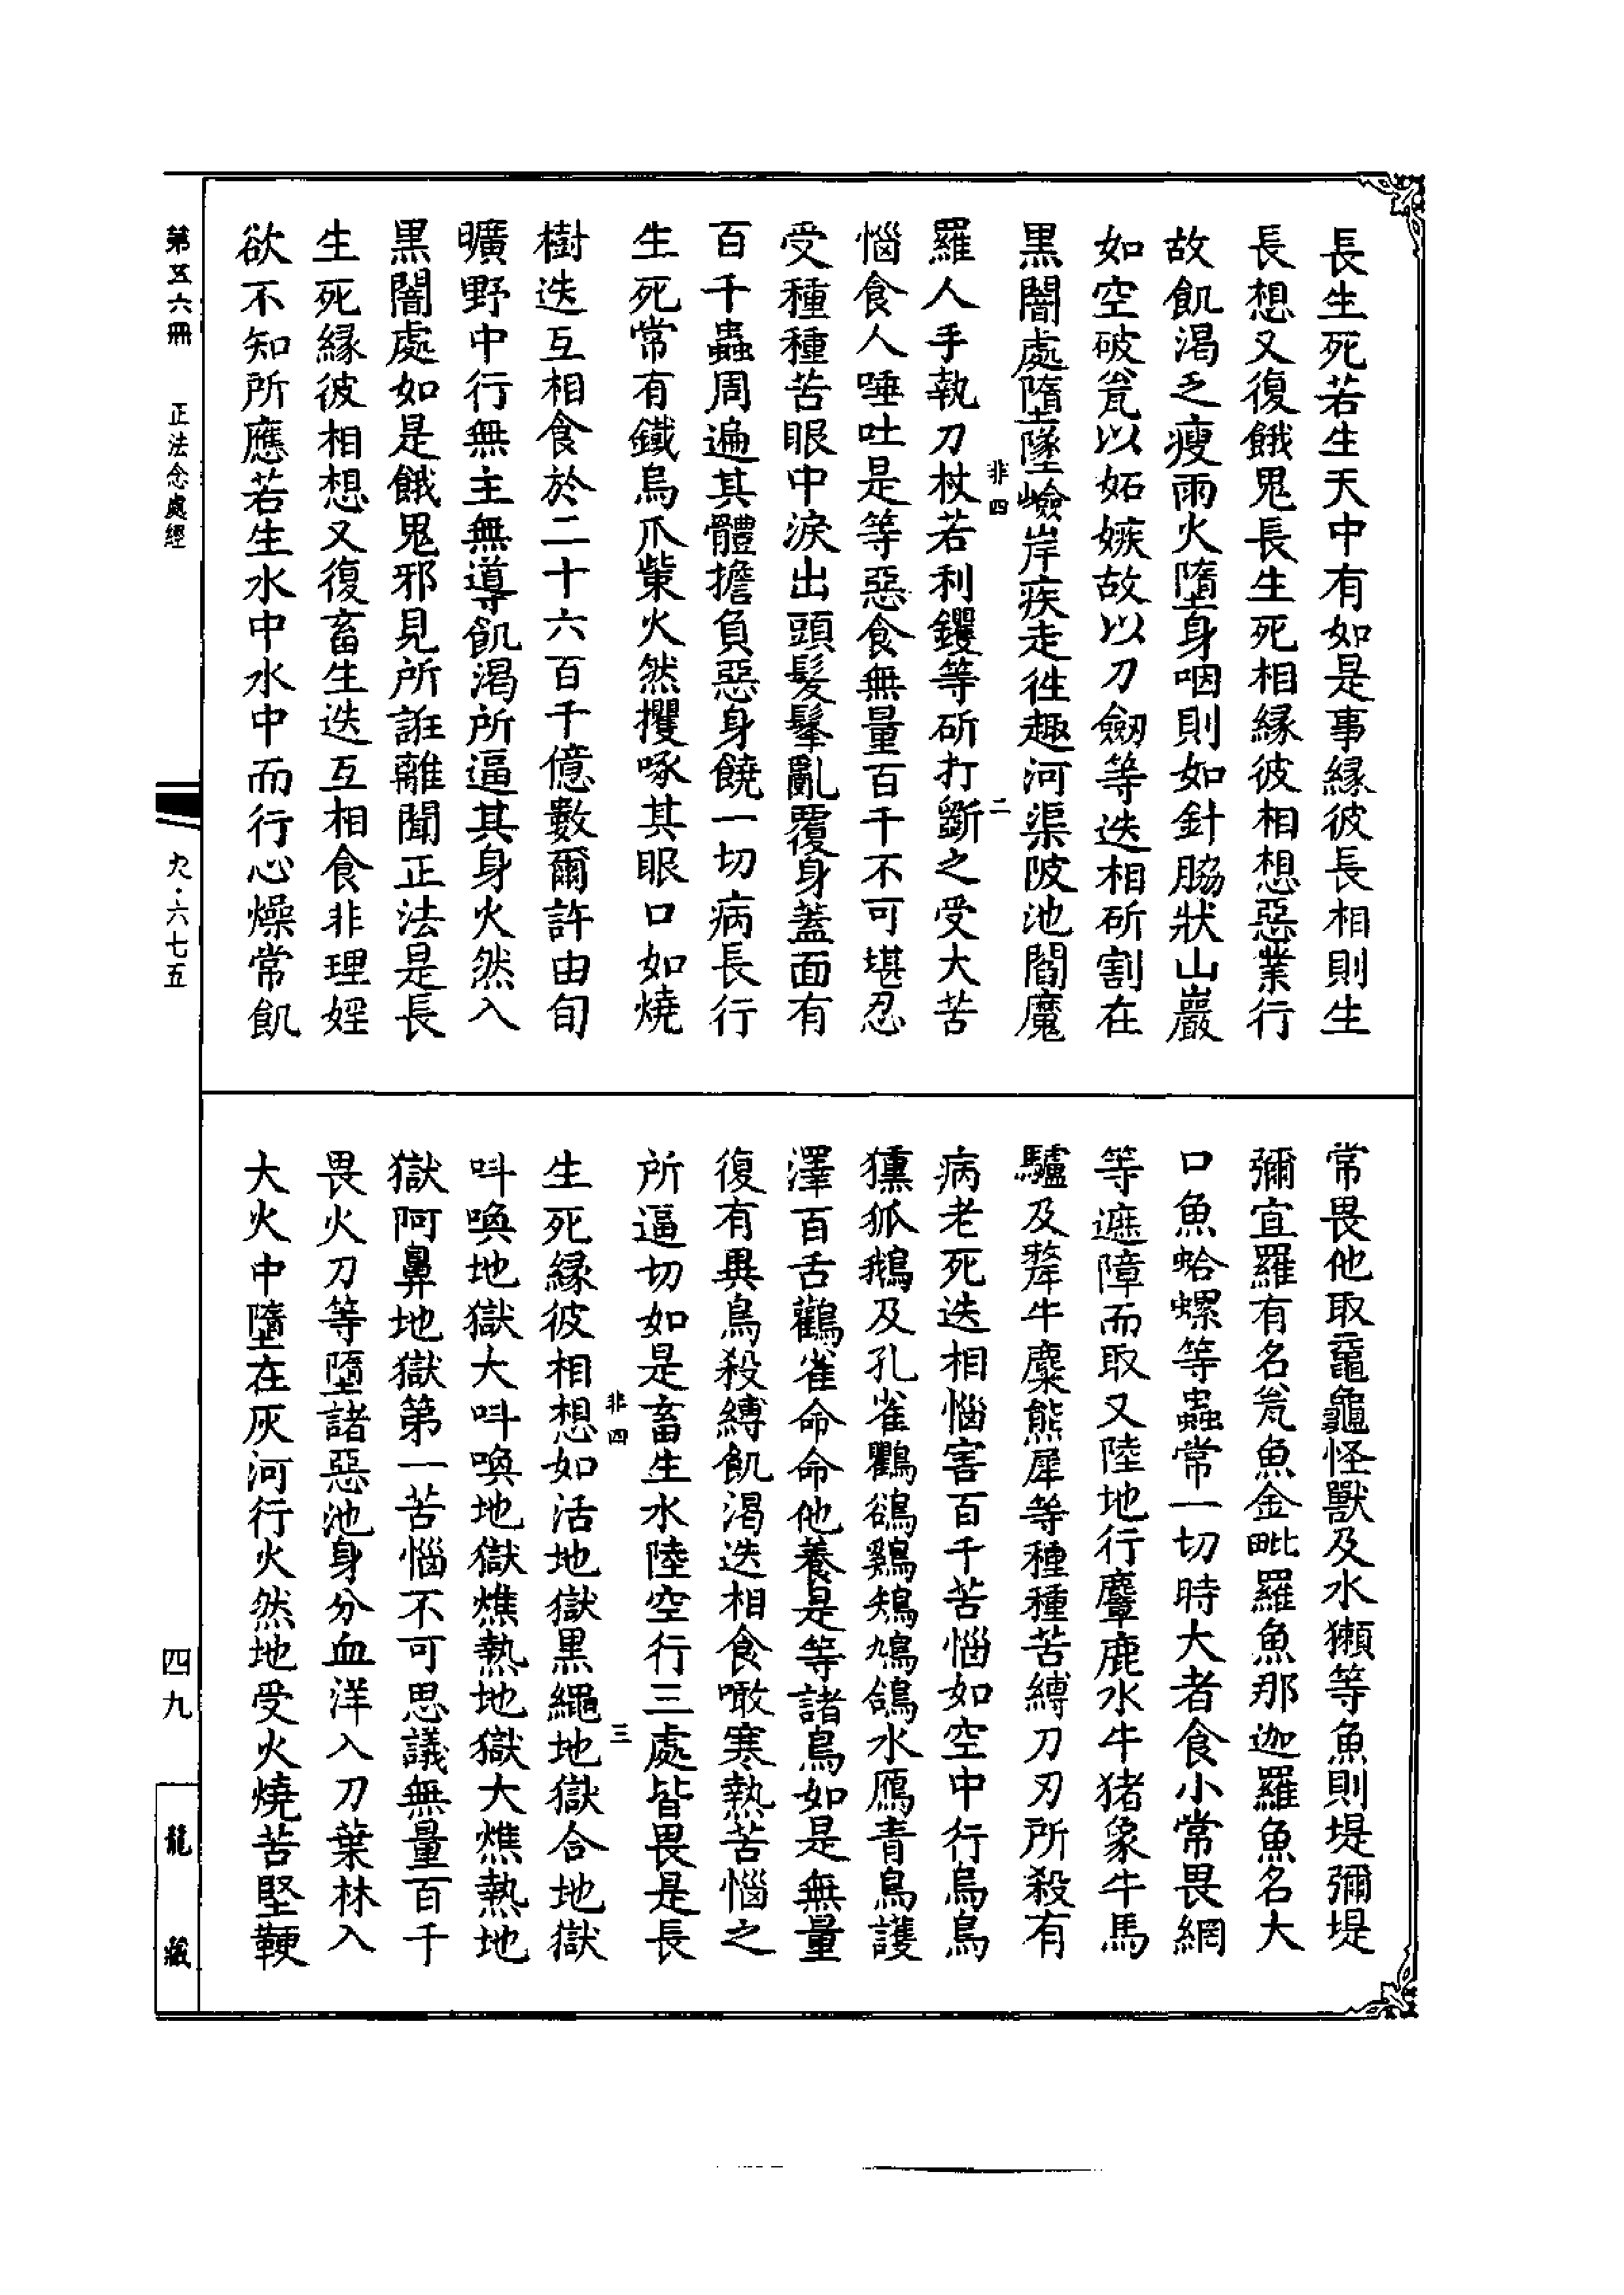 長生死若生天中有如是事緣彼長相則生
長想又復餓鬼長生死相緣彼相想惡業行
故飢渴乏瘦雨火墮身咽則如針脇狀山巖
如空破瓮以妬嫉故以刀劒等迭相斫割在
黑闇處墮墜嶮岸疾走往趣河渠陂池閻魔
非四
二
羅人手執刀杖若利钁等斫打斵之受大苦
惱食人唾吐是等惡食無量百千不可堪忍
受種種苦眼中淚出頭髮髼亂覆身蓋面有
百千蟲周遍其體擔負惡身饒一切病長行
生死常有鐵烏爪𭉨火然攫啄其眼口如燒
樹迭互相食於二十六百千億數爾許由旬
曠野中行無主無導飢渴所逼其身火然入
黑闇處如是餓鬼邪見所誑離聞正法是長
生死緣彼相想又復畜生迭互相食非理婬
欲不知所應若生水中水中而行心燥常飢
常畏他取黿龜怪獸及水獺等魚則堤彌堤
彌宜羅有名瓮魚金毗羅魚那迦羅魚名大
口魚蛤螺等蟲常一切時大者食小常畏網
等遮障而取又陸地行麞鹿水牛猪象牛馬
驢及犛牛麋熊犀等種種苦縛刀刃所殺有
病老死迭相惱害百千苦惱如空中行烏鳥
獯狐鵝及孔雀鸜鵒鷄鴙鳩鴿水鴈青鳥護
澤百舌鸛雀命命他養是等諸鳥如是無量
復有異鳥殺縛飢渴迭相食噉寒熱苦惱之
所逼切如是畜生水陸空行三處皆畏是長
非四
三
生死緣彼相想如活地獄黑繩地獄合地獄
叫喚地獄大叫喚地獄燋熱地獄大燋熱地
獄阿鼻地獄第一苦惱不可思議無量百千
畏火刀等墮諸惡池身分血洋入刀葉林入
大火中墮在灰河行火然地受火燒苦堅鞕
第五六冊
正法念處經
九·六七五
四九
龍藏